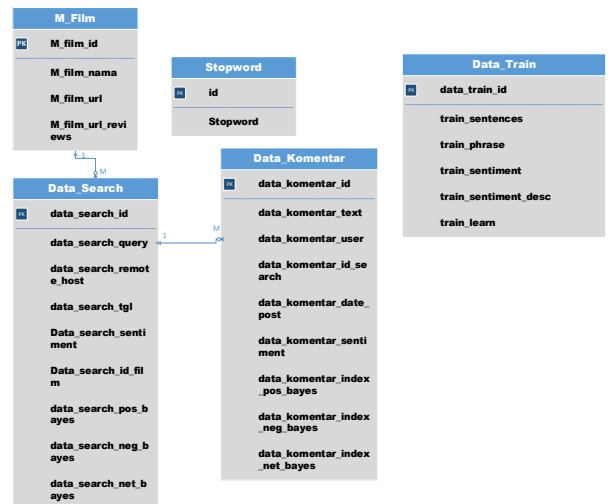 M_Film
PK M_film_id
M_film_nama
M_film_url
M_film_url_revi
ews
1
M
Stopword
PK id
Stopword
Data_Train
PK data_train_id
train_sentences
train_phrase
train_sentiment
train_sentiment_desc
train_learn
Data_Search
PK data_search_id
data_search_query
data_search_remot
e_host
data_search_tgl
Data_search_senti
ment
Data_search_id_fil
m
data_search_pos_b
ayes
data_search_neg_b
ayes
data_search_net_b
ayes
1
M
Data_Komentar
PK data_komentar_id
data_komentar_text
data_komentar_user
data_komentar_id_se
arch
data_komentar_date_
post
data_komentar_senti
ment
data_komentar_index
_pos_bayes
data_komentar_index
_neg_bayes
data_komentar_index
_net_bayes